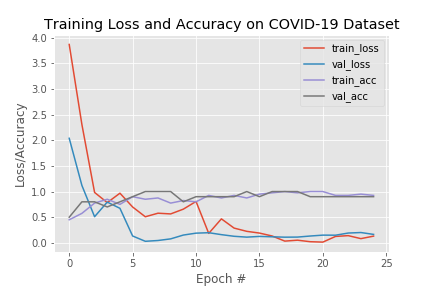 Training Loss and Accuracy on COVID-19 Dataset
train_loss
val_loss
train_acc
val_acc
Loss/Accuracy
4.0
3.5
3.0
2.5
2.0
1.5
1.0
0.5
0.0
0 5 10 15 20 25
Epoch #